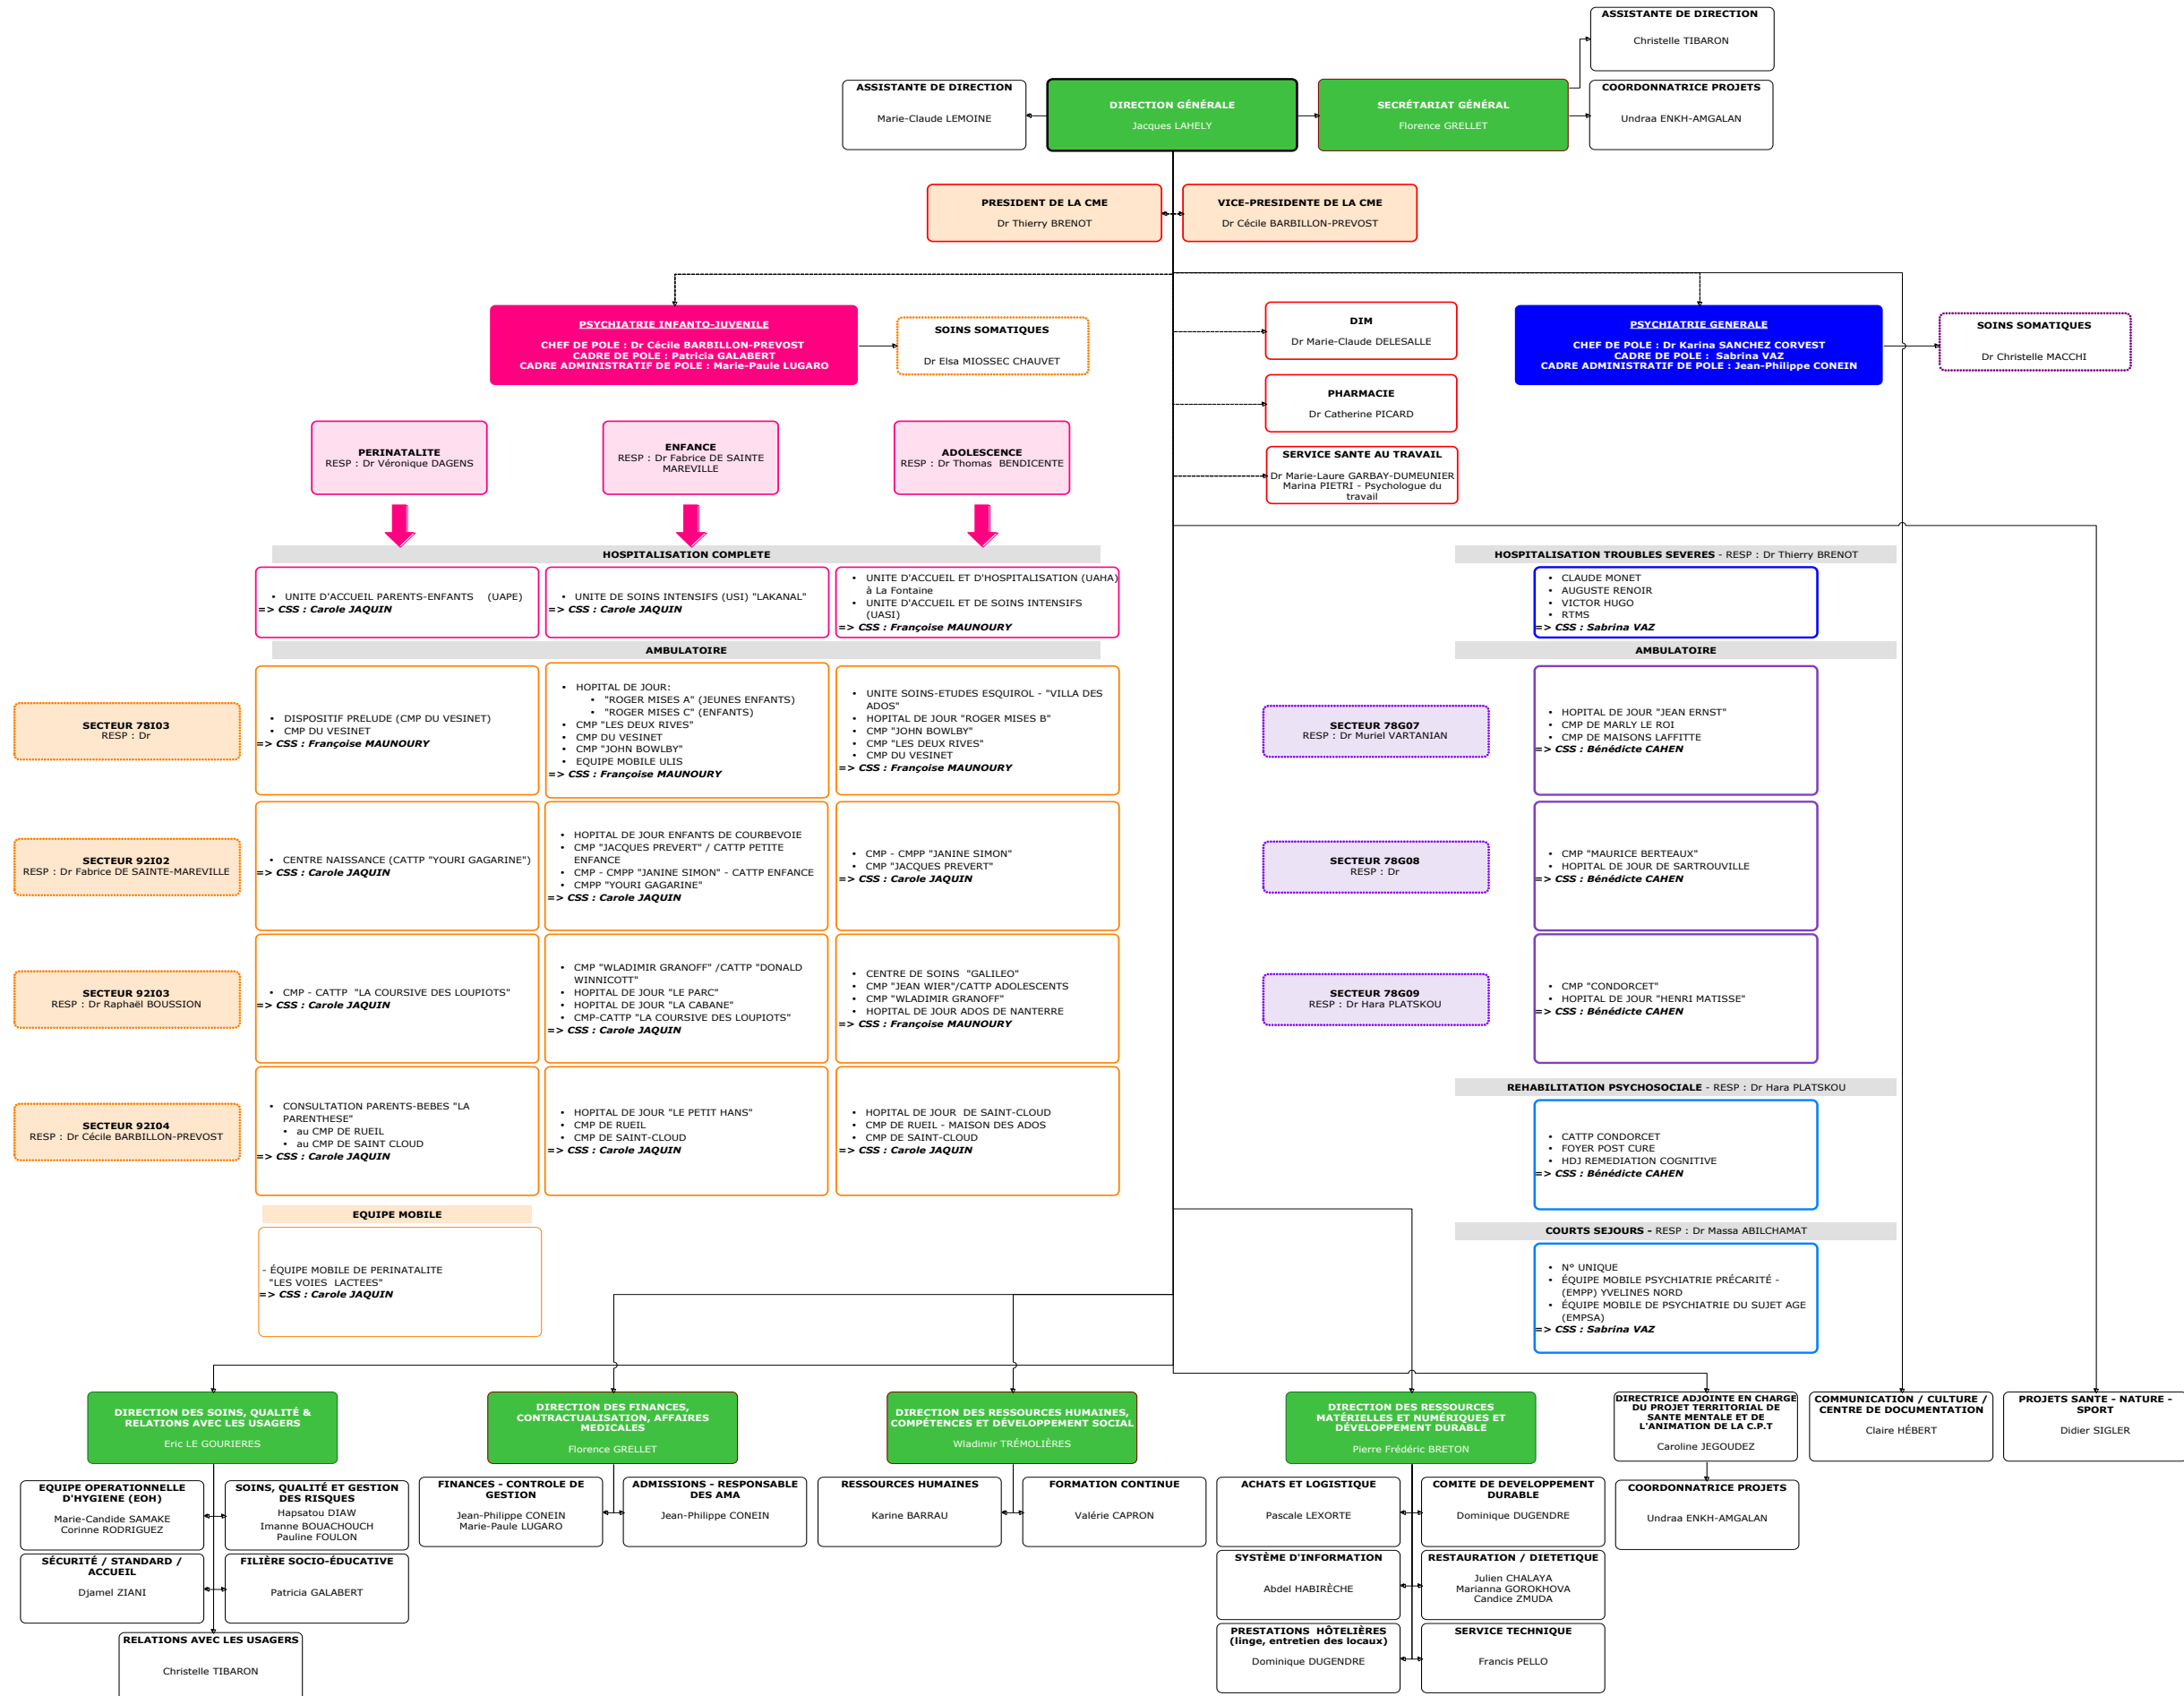 ASSISTANTE DE DIRECTION
Christelle TIBARON
ASSISTANTE DE DIRECTION
Marie-Claude LEMOINE
DIRECTION GÉNÉRALE
Jacques LAHELY
SECRÉTARIAT GÉNÉRAL
Florence GRELLET
COORDONNATRICE PROJETS
Undraa ENKH-AMGALAN
PRESIDENT DE LA CME
Dr Thierry BRENOT
VICE-PRESIDENTE DE LA CME
Dr Cécile BARBILLON-PREVOST
PSYCHIATRIE INFANTO-JUVENILE
CHEF DE POLE : Dr Cécile BARBILLON-PREVOST
CADRE DE POLE : Patricia GALABERT
CADRE ADMINISTRATIF DE POLE : Marie-Paule LUGARO
SOINS SOMATIQUES
Dr Elsa MIOSSEC CHAUVET
DIM
Dr Marie-Claude DELESALLE
PHARMACIE
Dr Catherine PICARD
SERVICE SANTE AU TRAVAIL
Dr Marie-Laure GARBAY-DUMEUNIER
Marina PIETRI - Psychologue du
travail
PSYCHIATRIE GENERALE
CHEF DE POLE : Dr Karina SANCHEZ CORVEST
CADRE DE POLE :  Sabrina VAZ
CADRE ADMINISTRATIF DE POLE : Jean-Philippe CONEIN
SOINS SOMATIQUES
Dr Christelle MACCHI
PERINATALITE
RESP : Dr Véronique DAGENS
ENFANCE
RESP : Dr Fabrice DE SAINTE
MAREVILLE
ADOLESCENCE
RESP : Dr Thomas  BENDICENTE
HOSPITALISATION COMPLETE
• UNITE D'ACCUEIL PARENTS-ENFANTS    (UAPE)
=> CSS : Carole JAQUIN
• UNITE DE SOINS INTENSIFS (USI) "LAKANAL"
=> CSS : Carole JAQUIN
• UNITE D'ACCUEIL ET D'HOSPITALISATION (UAHA)
à La Fontaine
• UNITE D'ACCUEIL ET DE SOINS INTENSIFS
(UASI)
=> CSS : Françoise MAUNOURY
AMBULATOIRE
SECTEUR 78I03
RESP : Dr
• DISPOSITIF PRELUDE (CMP DU VESINET)
• CMP DU VESINET
=> CSS : Françoise MAUNOURY
• HOPITAL DE JOUR:
• "ROGER MISES A" (JEUNES ENFANTS)
• "ROGER MISES C" (ENFANTS)
• CMP "LES DEUX RIVES"
• CMP DU VESINET
• CMP "JOHN BOWLBY"
• EQUIPE MOBILE ULIS
=> CSS : Françoise MAUNOURY
• UNITE SOINS-ETUDES ESQUIROL - "VILLA DES
ADOS"
• HOPITAL DE JOUR "ROGER MISES B"
• CMP "JOHN BOWLBY"
• CMP "LES DEUX RIVES"
• CMP DU VESINET
=> CSS : Françoise MAUNOURY
SECTEUR 92I02
RESP : Dr Fabrice DE SAINTE-MAREVILLE
• CENTRE NAISSANCE (CATTP "YOURI GAGARINE")
=> CSS : Carole JAQUIN
• HOPITAL DE JOUR ENFANTS DE COURBEVOIE
• CMP "JACQUES PREVERT" / CATTP PETITE
ENFANCE
• CMP - CMPP "JANINE SIMON" - CATTP ENFANCE
• CMPP "YOURI GAGARINE"
=> CSS : Carole JAQUIN
• CMP - CMPP "JANINE SIMON"
• CMP "JACQUES PREVERT"
=> CSS : Carole JAQUIN
SECTEUR 92I03
RESP : Dr Raphaël BOUSSION
• CMP - CATTP  "LA COURSIVE DES LOUPIOTS"
=> CSS : Carole JAQUIN
• CMP "WLADIMIR GRANOFF" /CATTP "DONALD
WINNICOTT"
• HOPITAL DE JOUR "LE PARC"
• HOPITAL DE JOUR "LA CABANE"
• CMP-CATTP "LA COURSIVE DES LOUPIOTS"
=> CSS : Carole JAQUIN
• CENTRE DE SOINS  "GALILEO"
• CMP "JEAN WIER"/CATTP ADOLESCENTS
• CMP "WLADIMIR GRANOFF"
• HOPITAL DE JOUR ADOS DE NANTERRE
=> CSS : Françoise MAUNOURY
SECTEUR 92I04
RESP : Dr Cécile BARBILLON-PREVOST
• CONSULTATION PARENTS-BEBES "LA
PARENTHESE"
• au CMP DE RUEIL
• au CMP DE SAINT CLOUD
=> CSS : Carole JAQUIN
• HOPITAL DE JOUR "LE PETIT HANS"
• CMP DE RUEIL
• CMP DE SAINT-CLOUD
=> CSS : Carole JAQUIN
• HOPITAL DE JOUR  DE SAINT-CLOUD
• CMP DE RUEIL - MAISON DES ADOS
• CMP DE SAINT-CLOUD
=> CSS : Carole JAQUIN
EQUIPE MOBILE
- ÉQUIPE MOBILE DE PERINATALITE
"LES VOIES  LACTEES"
=> CSS : Carole JAQUIN
HOSPITALISATION TROUBLES SEVERES - RESP : Dr Thierry BRENOT
• CLAUDE MONET
• AUGUSTE RENOIR
• VICTOR HUGO
• RTMS
=> CSS : Sabrina VAZ
AMBULATOIRE
SECTEUR 78G07
RESP : Dr Muriel VARTANIAN
• HOPITAL DE JOUR "JEAN ERNST"
• CMP DE MARLY LE ROI
• CMP DE MAISONS LAFFITTE
=> CSS : Bénédicte CAHEN
SECTEUR 78G08
RESP : Dr
• CMP "MAURICE BERTEAUX"
• HOPITAL DE JOUR DE SARTROUVILLE
=> CSS : Bénédicte CAHEN
SECTEUR 78G09
RESP : Dr Hara PLATSKOU
• CMP "CONDORCET"
• HOPITAL DE JOUR "HENRI MATISSE"
=> CSS : Bénédicte CAHEN
REHABILITATION PSYCHOSOCIALE - RESP : Dr Hara PLATSKOU
• CATTP CONDORCET
• FOYER POST CURE
• HDJ REMEDIATION COGNITIVE
=> CSS : Bénédicte CAHEN
COURTS SEJOURS - RESP : Dr Massa ABILCHAMAT
• N° UNIQUE
• ÉQUIPE MOBILE PSYCHIATRIE PRÉCARITÉ -
(EMPP) YVELINES NORD
• ÉQUIPE MOBILE DE PSYCHIATRIE DU SUJET AGE
(EMPSA)
=> CSS : Sabrina VAZ
DIRECTION DES SOINS, QUALITÉ &
RELATIONS AVEC LES USAGERS
Eric LE GOURIERES
EQUIPE OPERATIONNELLE
D'HYGIENE (EOH)
Marie-Candide SAMAKE
Corinne RODRIGUEZ
SOINS, QUALITÉ ET GESTION
DES RISQUES
Hapsatou DIAW
Imanne BOUACHOUCH
Pauline FOULON
SÉCURITÉ / STANDARD /
ACCUEIL
Djamel ZIANI
FILIÈRE SOCIO-ÉDUCATIVE
Patricia GALABERT
RELATIONS AVEC LES USAGERS
Christelle TIBARON
DIRECTION DES FINANCES,
CONTRACTUALISATION, AFFAIRES
MEDICALES
Florence GRELLET
FINANCES - CONTROLE DE
GESTION
Jean-Philippe CONEIN
Marie-Paule LUGARO
ADMISSIONS - RESPONSABLE
DES AMA
Jean-Philippe CONEIN
DIRECTION DES RESSOURCES HUMAINES,
COMPÉTENCES ET DÉVELOPPEMENT SOCIAL
Wladimir TRÉMOLIÈRES
RESSOURCES HUMAINES
Karine BARRAU
FORMATION CONTINUE
Valérie CAPRON
DIRECTION DES RESSOURCES
MATÉRIELLES ET NUMÉRIQUES ET
DÉVELOPPEMENT DURABLE
Pierre Frédéric BRETON
ACHATS ET LOGISTIQUE
Pascale LEXORTE
COMITE DE DEVELOPPEMENT
DURABLE
Dominique DUGENDRE
SYSTÈME D'INFORMATION
Abdel HABIRÈCHE
RESTAURATION / DIETETIQUE
Julien CHALAYA
Marianna GOROKHOVA
Candice ZMUDA
PRESTATIONS  HÔTELIÈRES
(linge, entretien des locaux)
Dominique DUGENDRE
SERVICE TECHNIQUE
Francis PELLO
DIRECTRICE ADJOINTE EN CHARGE
DU PROJET TERRITORIAL DE
SANTE MENTALE ET DE
L'ANIMATION DE LA C.P.T
Caroline JEGOUDEZ
COORDONNATRICE PROJETS
Undraa ENKH-AMGALAN
COMMUNICATION / CULTURE /
CENTRE DE DOCUMENTATION
Claire HÉBERT
PROJETS SANTE - NATURE -
SPORT
Didier SIGLER